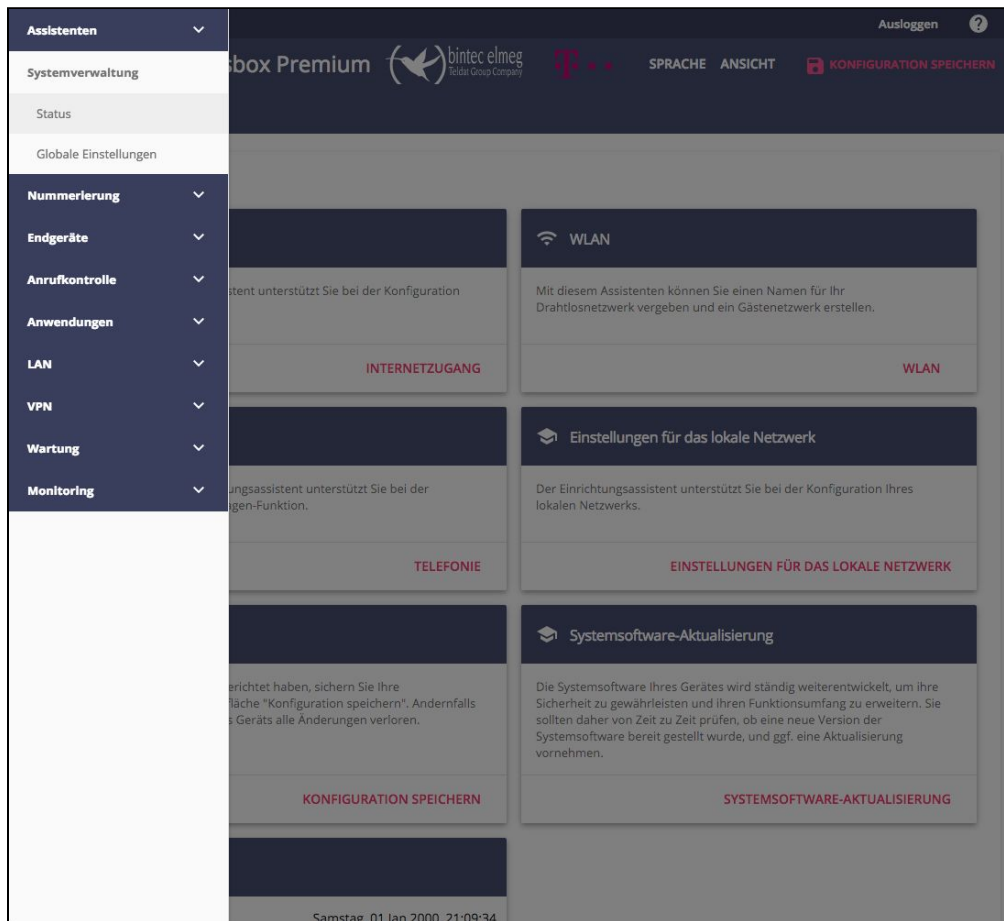 Assistenten
Ausloggen
?
Systemverwaltung
box Premium
bintec elmeg
Teldat Group Company
T
SPRACHE
ANSICHT
KONFIGURATION SPEICHERN
Status
Globale Einstellungen
Nummerierung
Endgeräte
Anrufkontrolle
Anwendungen
LAN
VPN
Wartung
Monitoring
WLAN
unterstützt Sie bei der Konfiguration
INTERNETZUGANG
Mit diesem Assistenten können Sie einen Namen für Ihr
Drahtlosnetzwerk vergeben und ein Gästenetzwerk erstellen.
WLAN
ungsassistent unterstützt Sie bei der
agen-Funktion.
TELEFONIE
Einstellungen für das lokale Netzwerk
Der Einrichtungsassistent unterstützt Sie bei der Konfiguration Ihres
lokalen Netzwerks.
EINSTELLUNGEN FÜR DAS LOKALE NETZWERK
erichtet haben, sichern Sie Ihre
fläche "Konfiguration speichern". Andernfalls
s Geräts alle Änderungen verloren.
KONFIGURATION SPEICHERN
Systemsoftware-Aktualisierung
Die Systemsoftware Ihres Gerätes wird ständig weiterentwickelt, um ihre
Sicherheit zu gewährleisten und ihren Funktionsumfang zu erweitern. Sie
sollten daher von Zeit zu Zeit prüfen, ob eine neue Version der
Systemsoftware bereit gestellt wurde, und ggf. eine Aktualisierung
vornehmen.
SYSTEMSOFTWARE-AKTUALISIERUNG
Samstag, 01 Jan 2000, 21:09:34